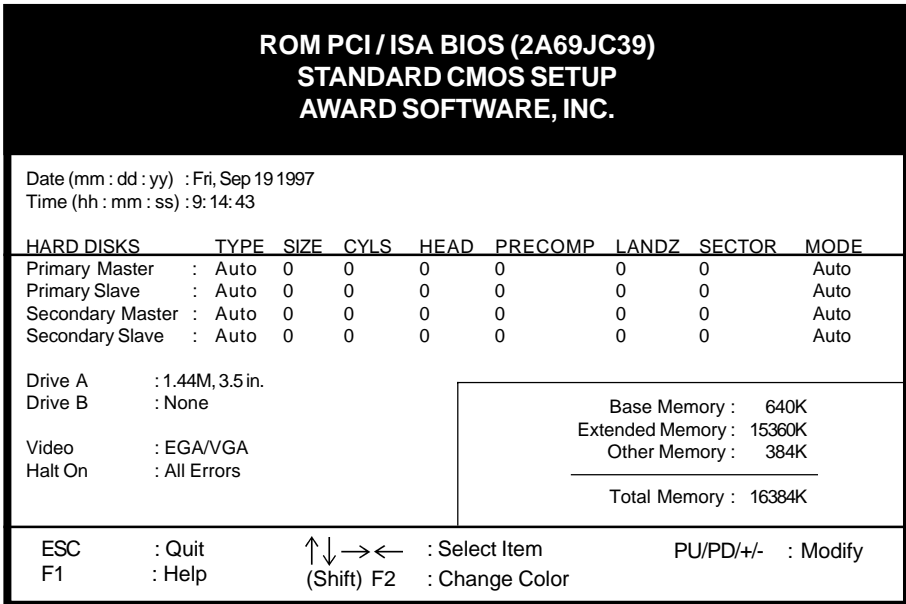 ROM PCI / ISA BIOS (2A69JC39)
STANDARD CMOS SETUP
AWARD SOFTWARE, INC.
Date (mm : dd : yy) : Fri, Sep 19 1997
Time (hh : mm : ss) : 9: 14: 43
HARD DISKS TYPE SIZE CYLS HEAD PRECOMP LANDZ SECTOR MODE
Primary Master : Auto 0 0 0 0 0 0 Auto
Primary Slave : Auto 0 0 0 0 0 0 Auto
Secondary Master : Auto 0 0 0 0 0 0 Auto
Secondary Slave : Auto 0 0 0 0 0 0 Auto
Drive A : 1.44M, 3.5 in.
Drive B : None
Video : EGA/VGA
Halt On : All Errors
Base Memory : 640K
Extended Memory : 15360K
Other Memory : 384K
Total Memory : 16384K
ESC : Quit ↑↓→← : Select Item PU/PD/+/- : Modify
F1 : Help (Shift) F2 : Change Color